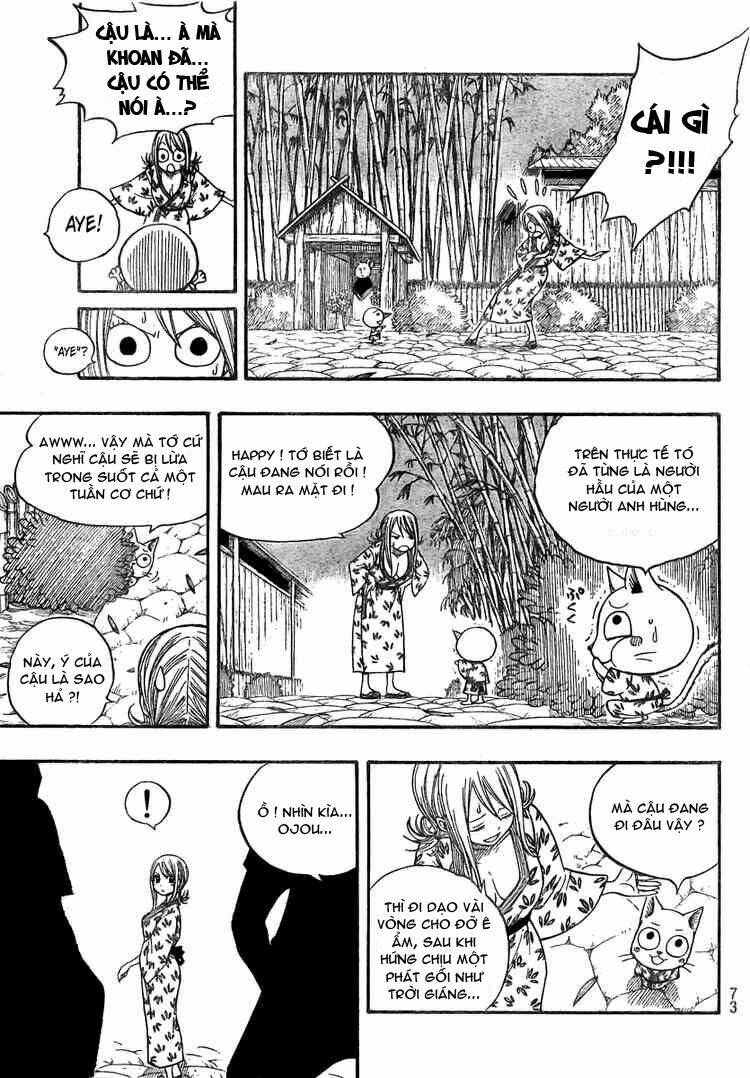 CÁI GÌ
?!!!
CẬU LÀ... À MÀ
KHOAN ĐÃ...
CẬU CÓ THỂ
NÓI À...?
AYE!
"AYE"?
TRÊN THỰC TẾ TỚ
ĐÃ TỪNG LÀ NGƯỜI
HẦU CỦA MỘT
NGƯỜI ANH HÙNG...
HAPPY ! TỚ BIẾT LÀ
CẬU ĐANG NÓI RỒI !
MAU RA MẶT ĐI !
AWWW... VẬY MÀ TỚ CỨ
NGHĨ CẬU SẼ BỊ LỪA
TRONG SUỐT CẢ MỘT
TUẦN CƠ CHỨ !
NÀY, Ý CỦA
CẬU LÀ SAO
HẢ ?!
MÀ CẬU ĐANG
ĐI ĐÂU VẬY ?
THÌ ĐI DẠO VÀI
VÒNG CHO ĐỠ Ê
ẨM, SAU KHI
HỨNG CHỊU MỘT
PHÁT GỐI NHƯ
TRỜI GIÁNG...
Ồ ! NHÌN KÌA...
OJOU...
!
73